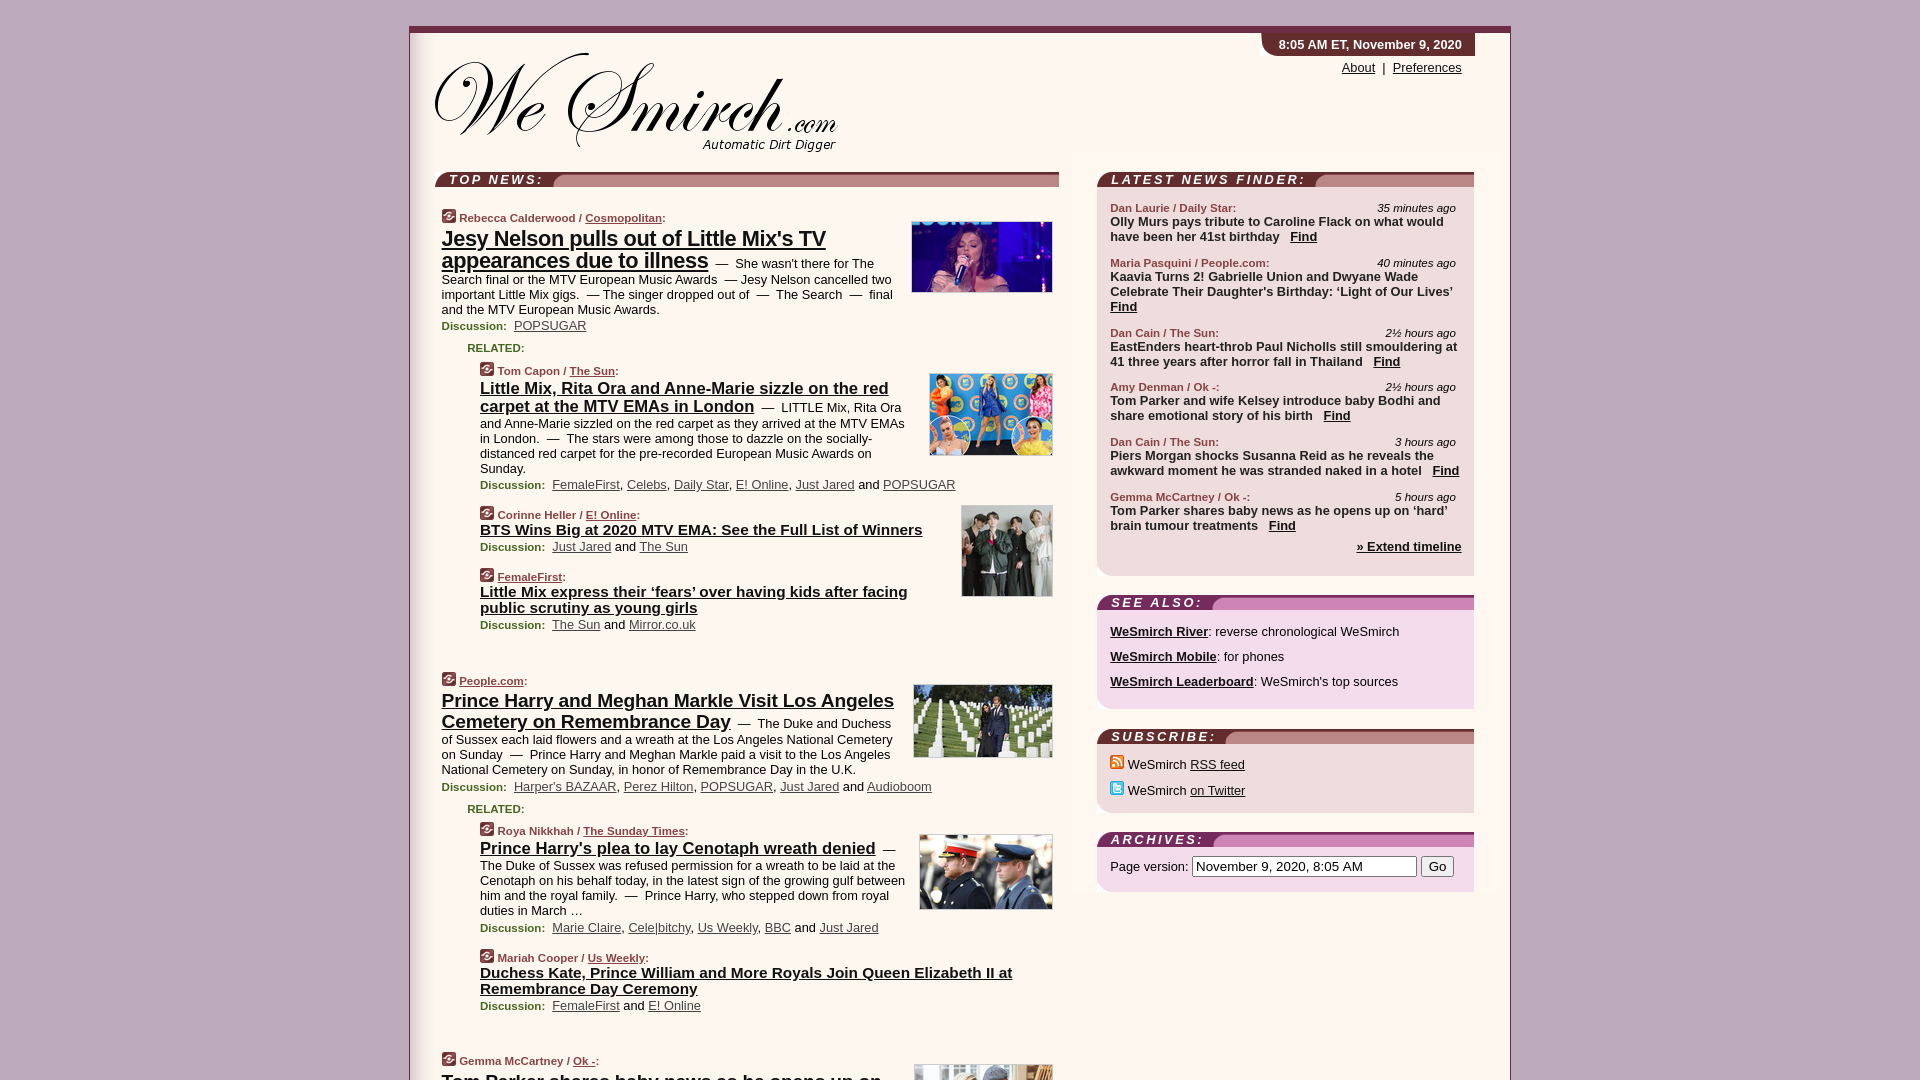 8:05 AM ET, November 9, 2020
About | Preferences
We Smirch .com
Automatic Dirt Digger
TOP NEWS:
Rebecca Calderwood / Cosmopolitan:
Jesy Nelson pulls out of Little Mix's TV
appearances due to illness — She wasn't there for The
Search final or the MTV European Music Awards — Jesy Nelson cancelled two
important Little Mix gigs. — The singer dropped out of — The Search — final
and the MTV European Music Awards.
Discussion: POPSUGAR
RELATED:
Tom Capon / The Sun:
Little Mix, Rita Ora and Anne-Marie sizzle on the red
carpet at the MTV EMAs in London — LITTLE Mix, Rita Ora
and Anne-Marie sizzled on the red carpet as they arrived at the MTV EMAs
in London. — The stars were among those to dazzle on the socially-
distanced red carpet for the pre-recorded European Music Awards on
Sunday.
Discussion: FemaleFirst, Celebs, Daily Star, E! Online, Just Jared and POPSUGAR
Corinne Heller / E! Online:
BTS Wins Big at 2020 MTV EMA: See the Full List of Winners
Discussion: Just Jared and The Sun
FemaleFirst:
Little Mix express their ‘fears’ over having kids after facing
public scrutiny as young girls
Discussion: The Sun and Mirror.co.uk
People.com:
Prince Harry and Meghan Markle Visit Los Angeles
Cemetery on Remembrance Day — The Duke and Duchess
of Sussex each laid flowers and a wreath at the Los Angeles National Cemetery
on Sunday — Prince Harry and Meghan Markle paid a visit to the Los Angeles
National Cemetery on Sunday, in honor of Remembrance Day in the U.K.
Discussion: Harper's BAZAAR, Perez Hilton, POPSUGAR, Just Jared and Audioboom
RELATED:
Roya Nikkhah / The Sunday Times:
Prince Harry's plea to lay Cenotaph wreath denied —
The Duke of Sussex was refused permission for a wreath to be laid at the
Cenotaph on his behalf today, in the latest sign of the growing gulf between
him and the royal family. — Prince Harry, who stepped down from royal
duties in March …
Discussion: Marie Claire, Cele|bitchy, Us Weekly, BBC and Just Jared
Mariah Cooper / Us Weekly:
Duchess Kate, Prince William and More Royals Join Queen Elizabeth II at
Remembrance Day Ceremony
Discussion: FemaleFirst and E! Online
Gemma McCartney / Ok -:
Tom Parker shares baby news as he opens up on
LATEST NEWS FINDER:
Dan Laurie / Daily Star: 35 minutes ago
Olly Murs pays tribute to Caroline Flack on what would
have been her 41st birthday Find
Maria Pasquini / People.com: 40 minutes ago
Kaavia Turns 2! Gabrielle Union and Dwyane Wade
Celebrate Their Daughter's Birthday: ‘Light of Our Lives’
Find
Dan Cain / The Sun: 2½ hours ago
EastEnders heart-throb Paul Nicholls still smouldering at
41 three years after horror fall in Thailand Find
Amy Denman / Ok -: 2½ hours ago
Tom Parker and wife Kelsey introduce baby Bodhi and
share emotional story of his birth Find
Dan Cain / The Sun: 3 hours ago
Piers Morgan shocks Susanna Reid as he reveals the
awkward moment he was stranded naked in a hotel Find
Gemma McCartney / Ok -: 5 hours ago
Tom Parker shares baby news as he opens up on ‘hard’
brain tumour treatments Find
» Extend timeline
SEE ALSO:
WeSmirch River: reverse chronological WeSmirch
WeSmirch Mobile: for phones
WeSmirch Leaderboard: WeSmirch's top sources
SUBSCRIBE:
WeSmirch RSS feed
WeSmirch on Twitter
ARCHIVES:
Page version: November 9, 2020, 8:05 AM Go